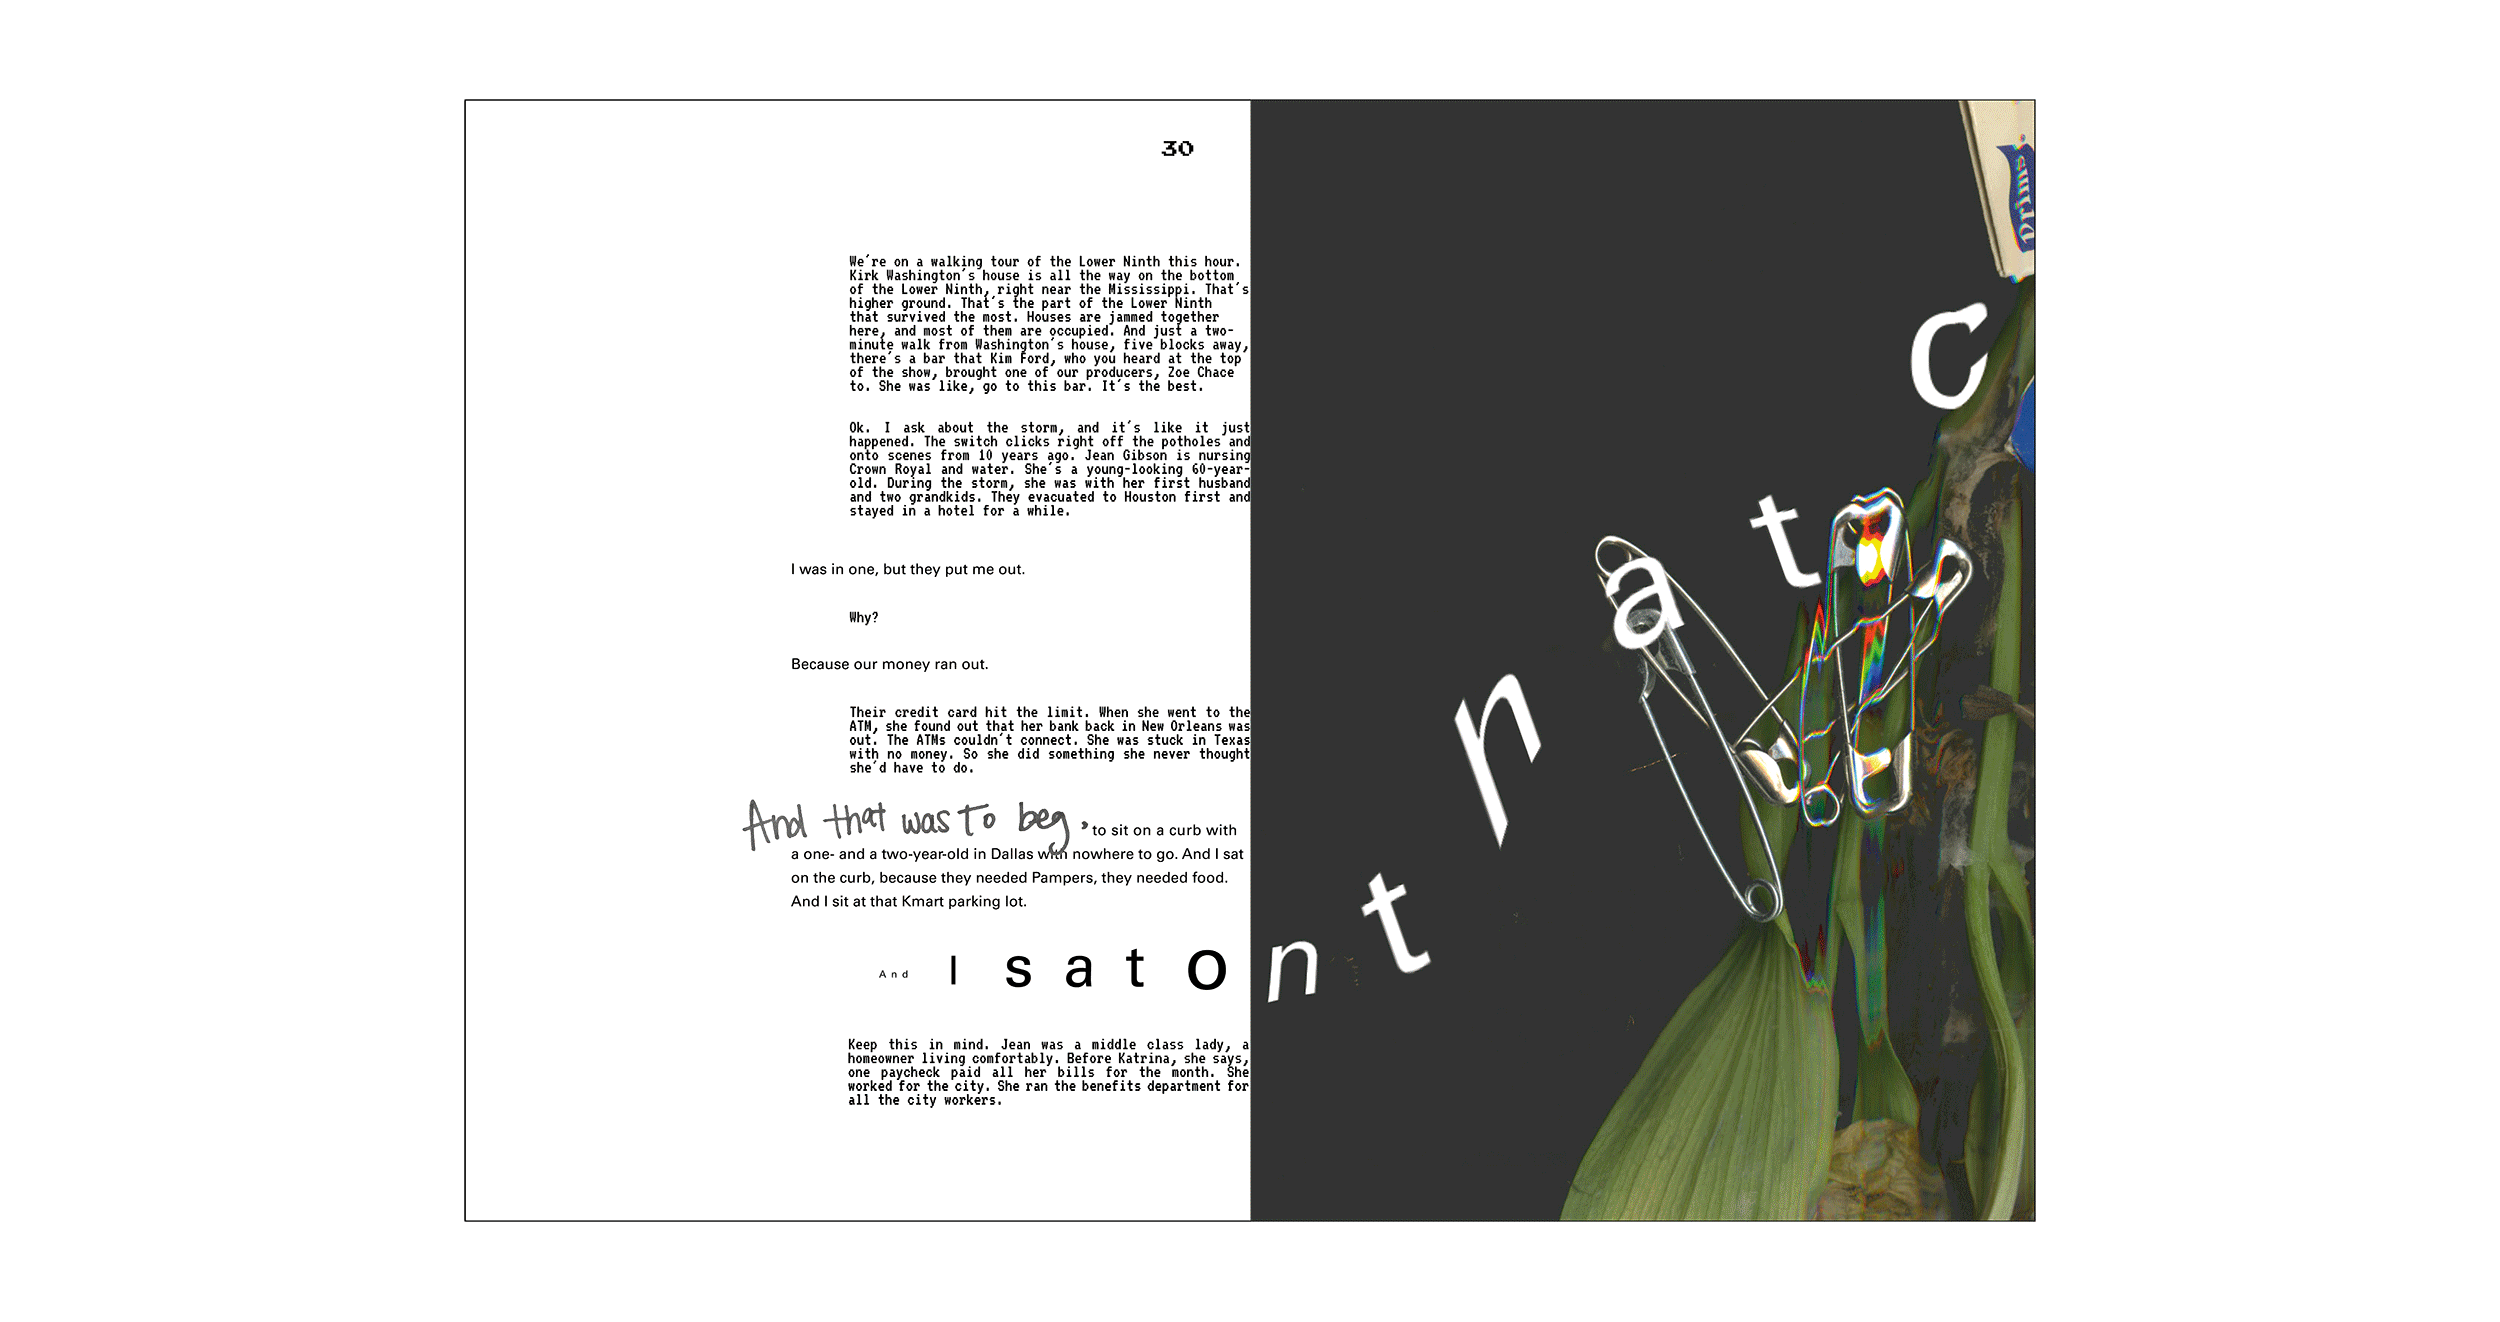 30
We're on a walking tour of the Lower Ninth this hour.
Kirk Washington's house is all the way on the bottom
of the Lower Ninth, right near the Mississippi. That's
higher ground. That's the part of the Lower Ninth
that survived the most. Houses are jammed together
here, and most of them are occupied. And just a two-
minute walk from Washington's house, five blocks away,
there's a bar that Kim Ford, who you heard at the top
of the show, brought one of our producers, Zoe Chace
to. She was like, go to this bar. It's the best.
Ok. I ask about the storm, and it's like it just
happened. The switch clicks right off the potholes and
onto scenes from 10 years ago. Jean Gibson is nursing
Crown Royal and water. She's a young-looking 60-year-
old. During the storm, she was with her first husband
and two grandkids. They evacuated to Houston first and
stayed in a hotel for a while.
I was in one, but they put me out.
Why?
Because our money ran out.
Their credit card hit the limit. When she went to the
ATM, she found out that her bank back in New Orleans was
out. The ATMs couldn't connect. She was stuck in Texas
with no money. So she did something she never thought
she'd have to do.
And that was to beg, to sit on a curb with
a one- and a two-year-old in Dallas with nowhere to go. And I sat
on the curb, because they needed Pampers, they needed food.
And I sit at that Kmart parking lot.
And I sat on tnat c
Keep this in mind. Jean was a middle class lady, a
homeowner living comfortably. Before Katrina, she says,
one paycheck paid all her bills for the month. She
worked for the city. She ran the benefits department for
all the city workers.